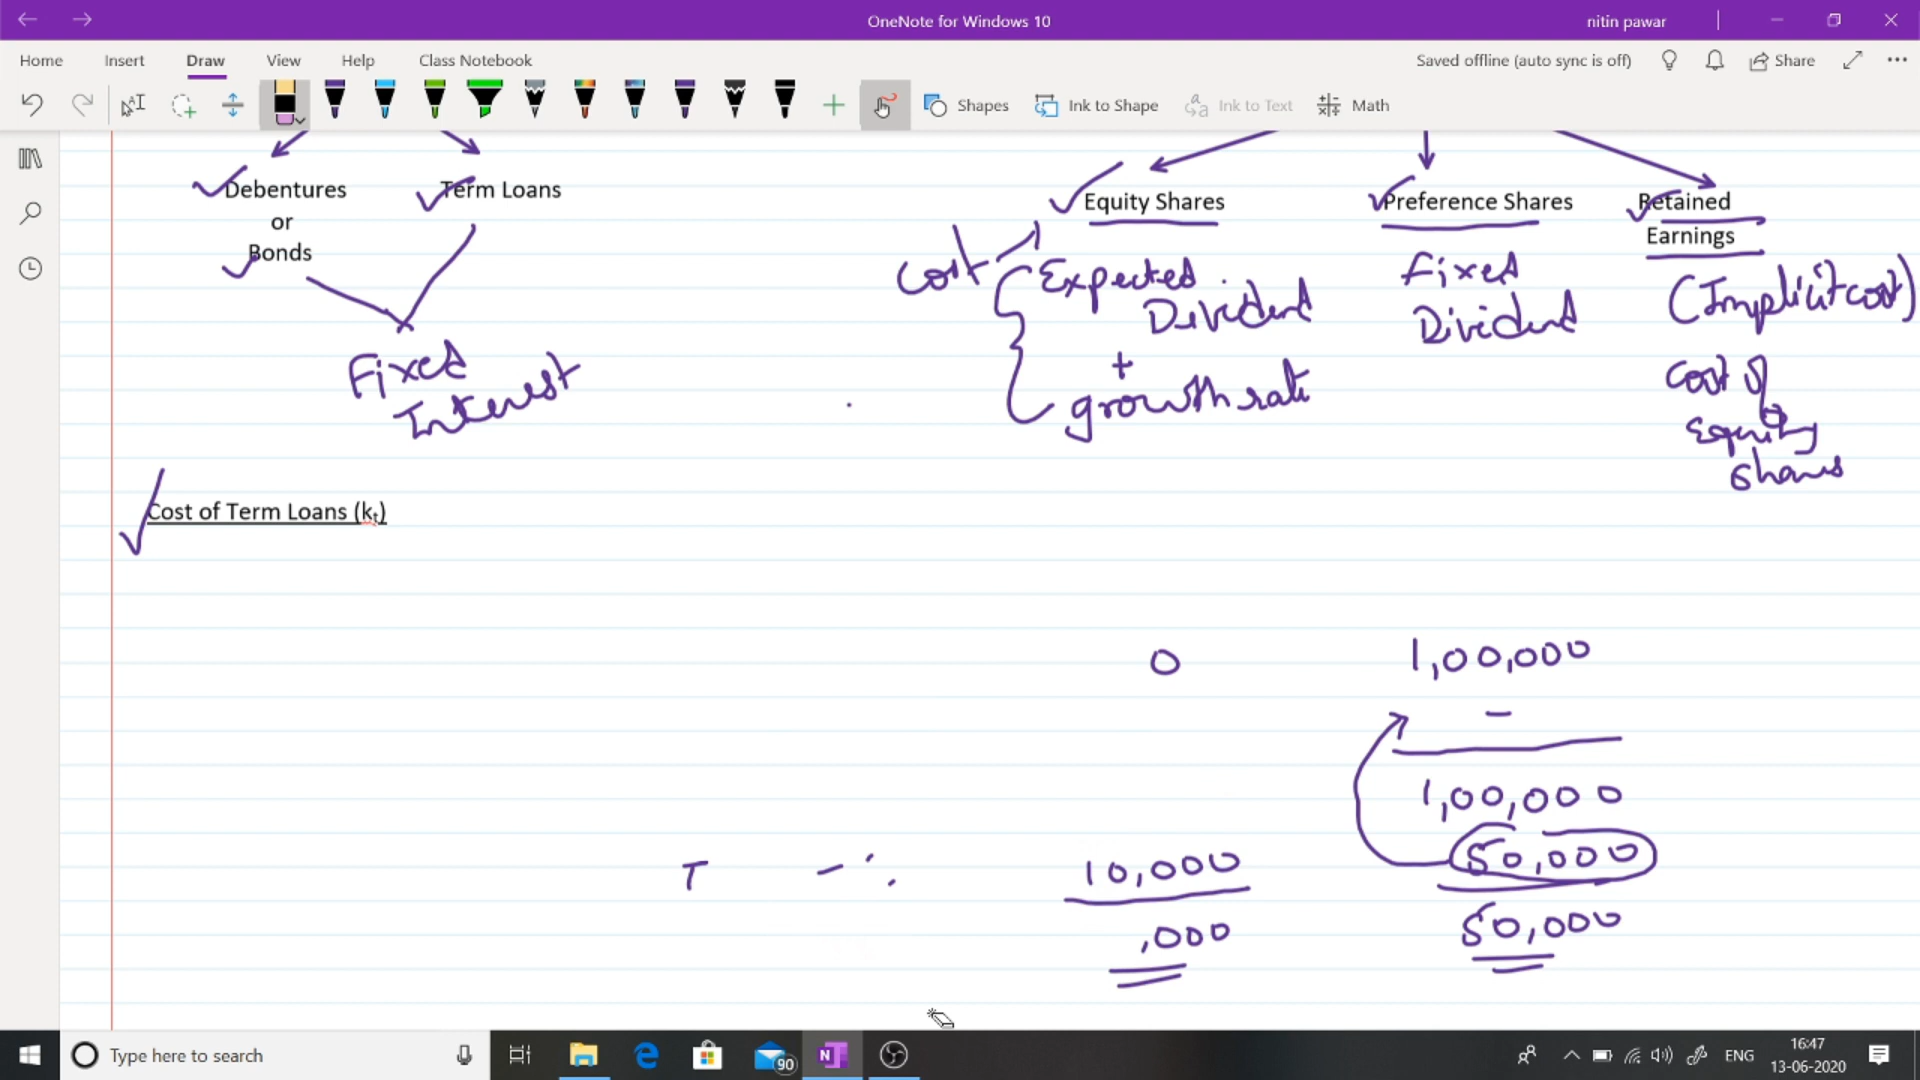 OneNote for Windows 10
nitin pawar
Home Insert Draw View Help Class Notebook
Saved offline (auto sync is off)
Share
Shapes
Ink to Shape
Ink to Text
Math
Debentures
or
Bonds
Term Loans
Fixed
Interest
Equity Shares
Cost
Expected
Dividend
+
growth rate
Preference Shares
Fixed
Dividend
Retained
Earnings
(Implicit cost)
Cost of
Equity
Shares
Cost of Term Loans (kt)
0 1,00,000
-
1,00,000
T 10,000 50,000
,000 50,000
Type here to search
90
ENG
16:47
13-06-2020